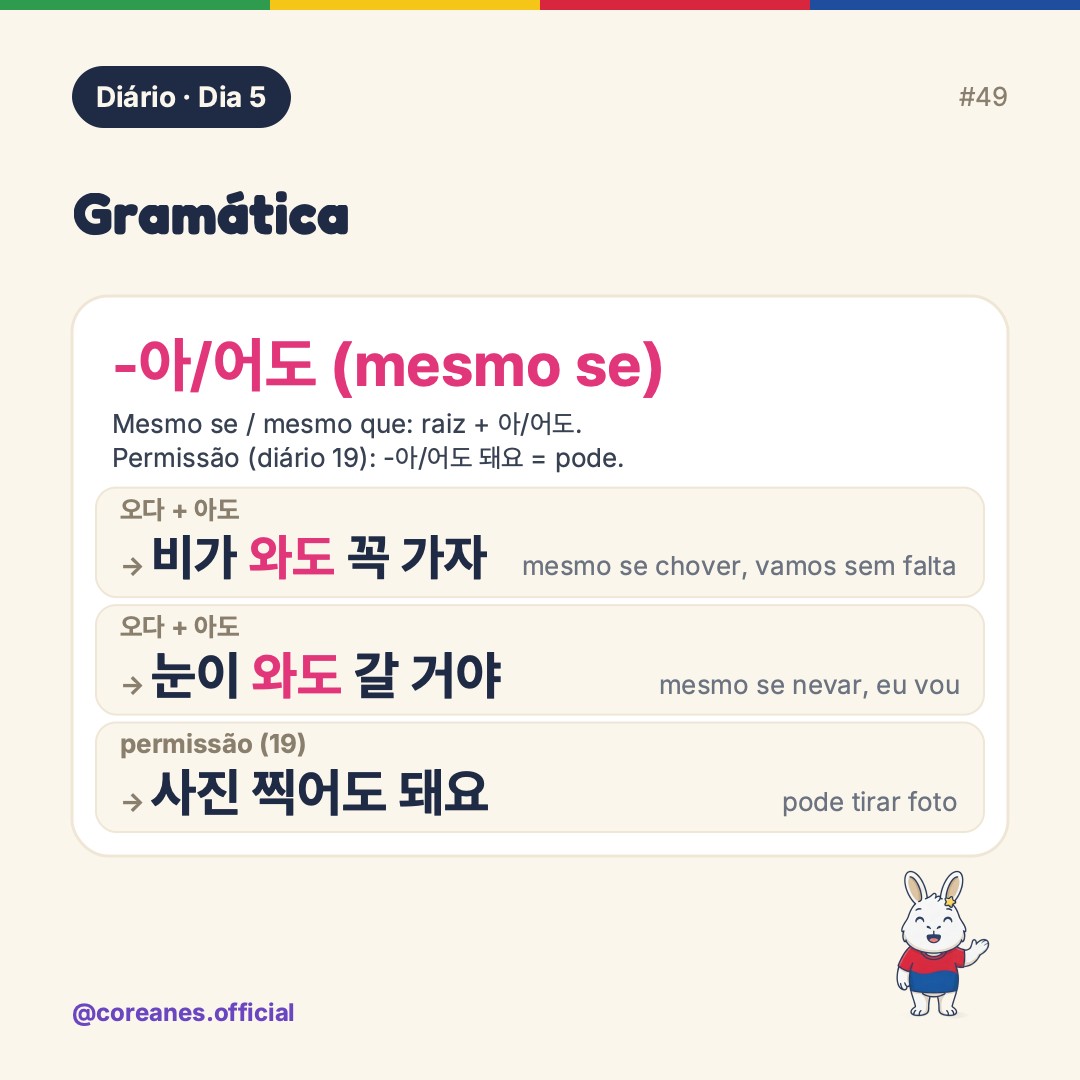 Diário · Dia 5
#49
Gramática
-아/어도 (mesmo se)
Mesmo se / mesmo que: raiz + 아/어도.
Permissão (diário 19): -아/어도 돼요 = pode.
오다 + 아도
→ 비가 와도 꼭 가자 mesmo se chover, vamos sem falta
오다 + 아도
→ 눈이 와도 갈 거야 mesmo se nevar, eu vou
permissão (19)
→ 사진 찍어도 돼요 pode tirar foto
@coreanes.official